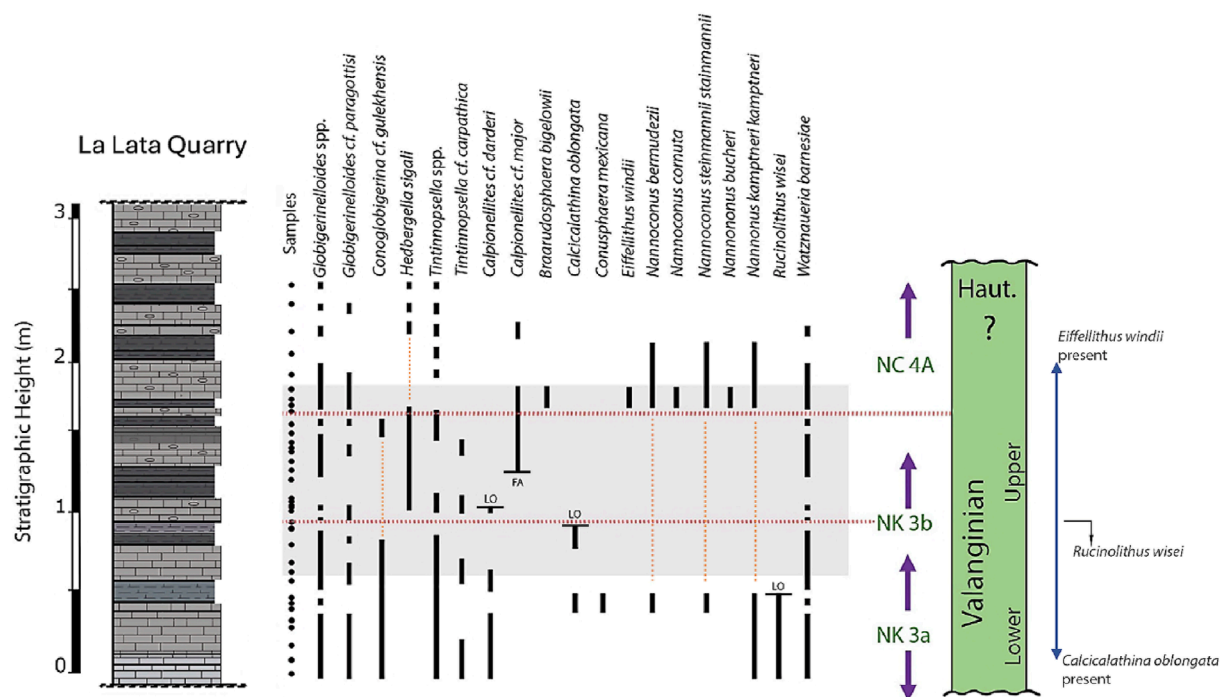 La Lata Quarry
Stratigraphic Height (m)
3.
2.
1.0
0.
Samples
Globigerinelloides spp.
Globigerinelloides cf. paragottisi
Conoglobigerina cf. gulekhensis
Hedbergella sigali
Tintinnopsella spp.
Tintinnopsella cf. carpathica
Calpionellites cf. darderi
Calpionellites cf. major
Braarudosphaera bigelowii
Calcicalathina oblongata
Conusphaera mexicana
Eiffellithus windii
Nannoconus bermudezii
Nannoconus cornuta
Nannoconus steinmannii stainmannii
Nannononus bucheri
Nannonus kamptneri kamptneri
Rucinolithus wisei
Watznaueria barnesiae
FA
LO
LO
LO
NC 4A
NK 3b
NK 3a
Haut.
?
Valanginian
Upper
Lower
Eiffellithus windii
present
Rucinolithus wisei
Calcicalathina oblongata
present